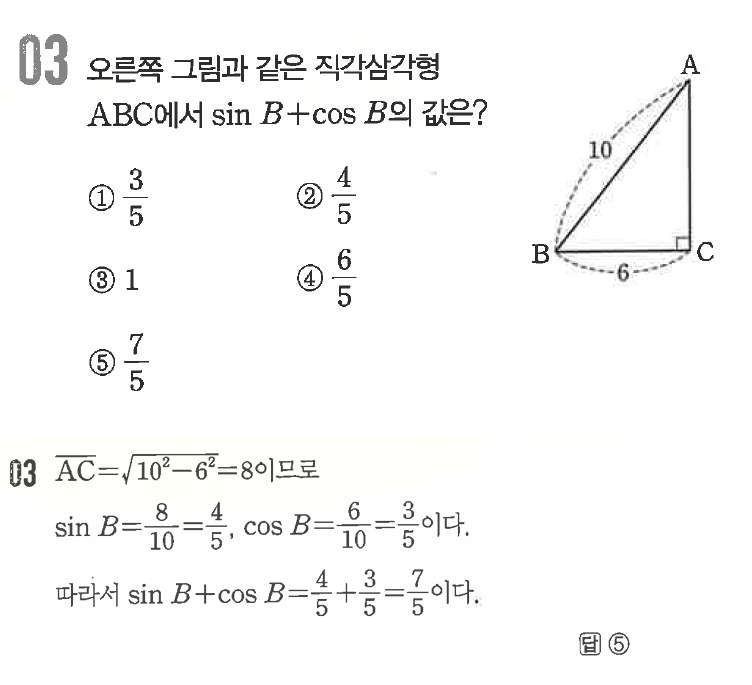 03 오른쪽 그림과 같은 직각삼각형
ABC에서 sin B+cos B의 값은?
① 3/5 ② 4/5
③ 1 ④ 6/5
⑤ 7/5
A
10
B C
6
03 \overline{AC}=√(10²-6²)=8이므로
sin B=8/10=4/5, cos B=6/10=3/5이다.
따라서 sin B+cos B=4/5+3/5=7/5이다.
답 ⑤